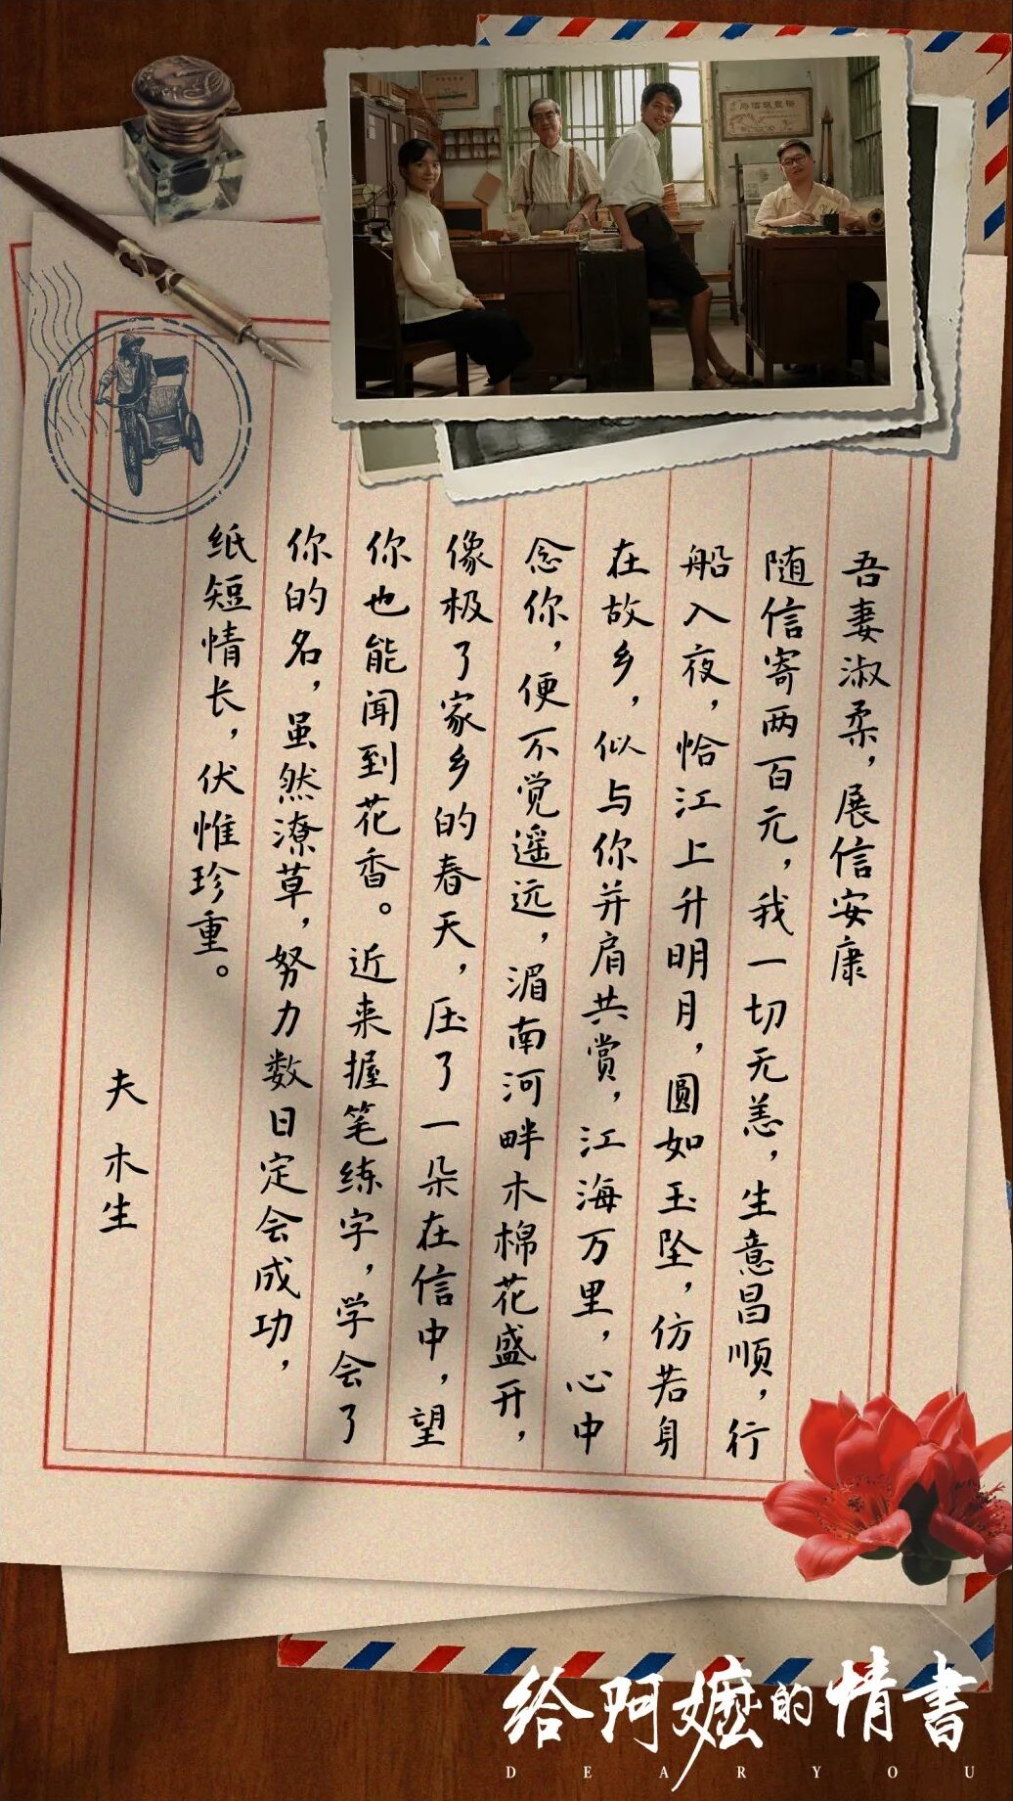 吾妻淑柔，展信安康
随信寄两百元，我一切无恙，生意昌顺，行
船入夜，恰江上升明月，圆如玉坠，仿若身
在故乡，似与你并肩共赏，江海万里，心中
念你，便不觉遥远，湄南河畔木棉花盛开，
像极了家乡的春天，压了一朵在信中，望
你也能闻到花香。近来握笔练字，学会了
你的名，虽然潦草，努力数日定会成功，
纸短情长，伏惟珍重。
夫 木生
给阿嬷的情書
DEAR YOU